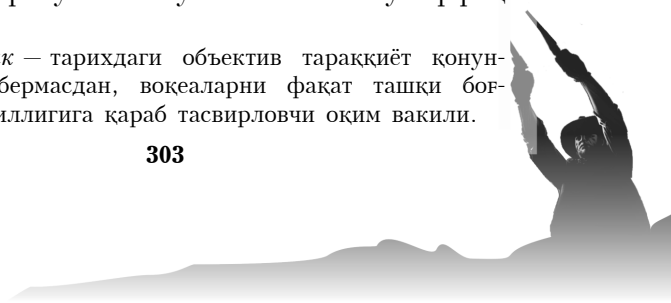 к — тарихдаги объектив тараққиёт қонун-
бермасдан, воқеаларни фақат ташқи боғ-
иллигига қараб тасвирловчи оқим вакили.
303